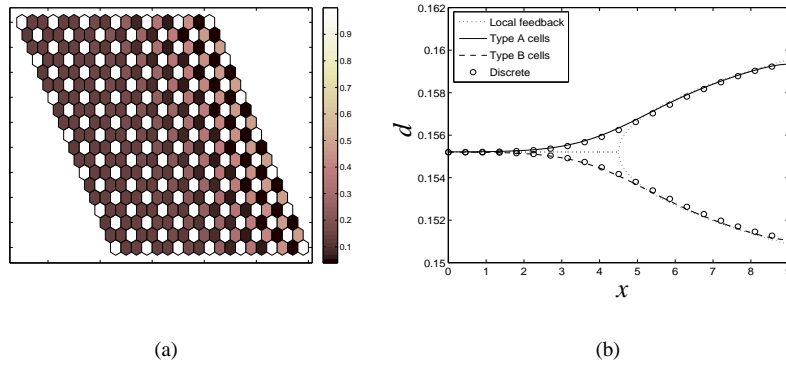 0.9
0.8
0.7
0.6
0.5
0.4
0.3
0.2
0.1
(a)
0.162
0.16
0.158
0.156
0.154
0.152
0.15
d
Local feedback
Type A cells
Type B cells
Discrete
0 1 2 3 4 5 6 7 8 9
x
(b)